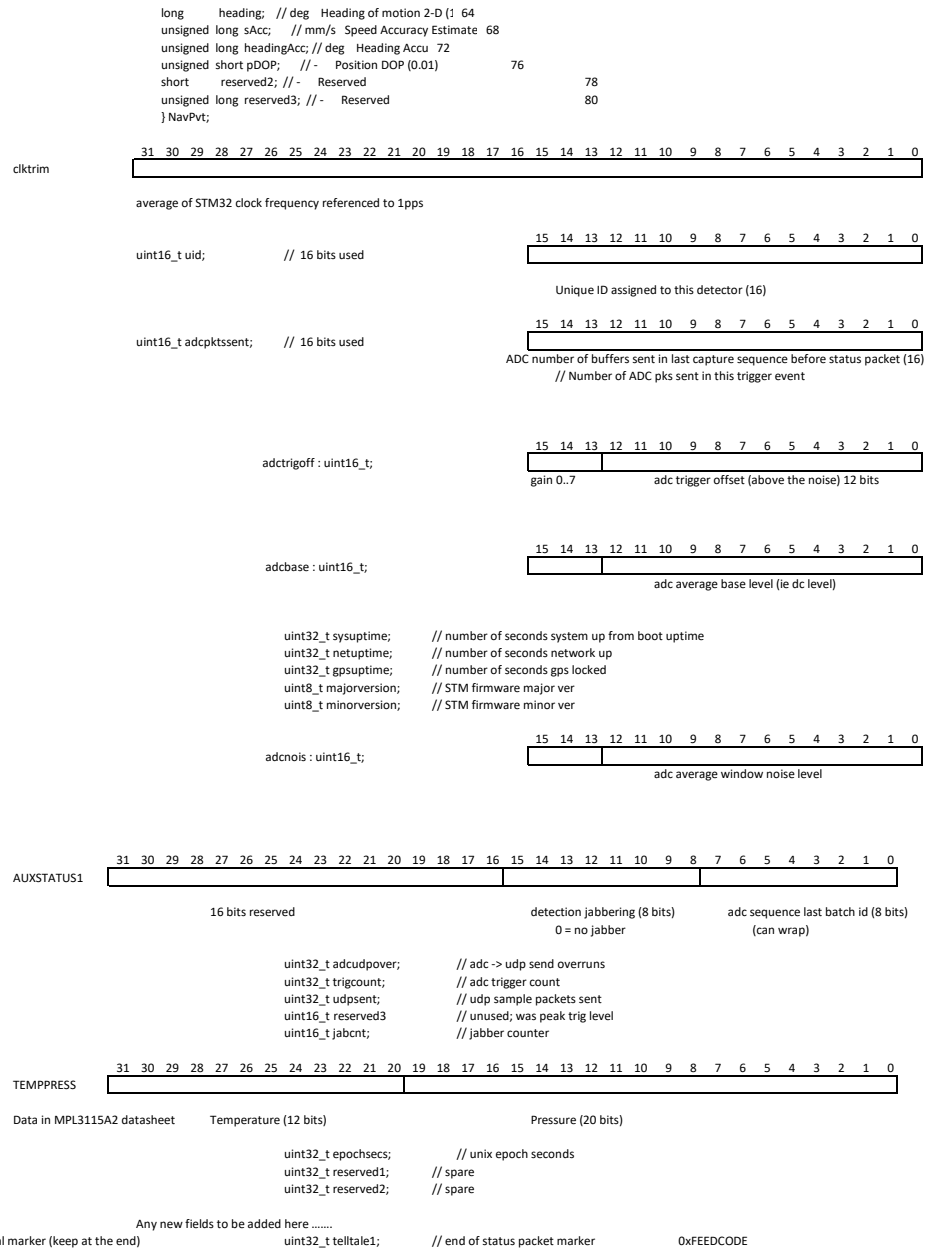 long heading; // deg Heading of motion 2-D (1 64
unsigned long sAcc; // mm/s Speed Accuracy Estimate 68
unsigned long headingAcc; // deg Heading Accu 72
unsigned short pDOP; // - Position DOP (0.01) 76
short reserved2; // - Reserved 78
unsigned long reserved3; // - Reserved 80
} NavPvt;
31 30 29 28 27 26 25 24 23 22 21 20 19 18 17 16 15 14 13 12 11 10 9 8 7 6 5 4 3 2 1 0
clktrim
average of STM32 clock frequency referenced to 1pps
15 14 13 12 11 10 9 8 7 6 5 4 3 2 1 0
uint16_t uid; // 16 bits used
Unique ID assigned to this detector (16)
15 14 13 12 11 10 9 8 7 6 5 4 3 2 1 0
uint16_t adcpktssent; // 16 bits used
ADC number of buffers sent in last capture sequence before status packet (16)
// Number of ADC pks sent in this trigger event
15 14 13 12 11 10 9 8 7 6 5 4 3 2 1 0
adctrigoff : uint16_t;
gain 0..7 adc trigger offset (above the noise) 12 bits
15 14 13 12 11 10 9 8 7 6 5 4 3 2 1 0
adcbase : uint16_t;
adc average base level (ie dc level)
uint32_t sysuptime; // number of seconds system up from boot uptime
uint32_t netuptime; // number of seconds network up
uint32_t gpsuptime; // number of seconds gps locked
uint8_t majorversion; // STM firmware major ver
uint8_t minorversion; // STM firmware minor ver
15 14 13 12 11 10 9 8 7 6 5 4 3 2 1 0
adcnois : uint16_t;
adc average window noise level
31 30 29 28 27 26 25 24 23 22 21 20 19 18 17 16 15 14 13 12 11 10 9 8 7 6 5 4 3 2 1 0
AUXSTATUS1
16 bits reserved detection jabbering (8 bits) adc sequence last batch id (8 bits)
0 = no jabber (can wrap)
uint32_t adcudpover; // adc -> udp send overruns
uint32_t trigcount; // adc trigger count
uint32_t udpsent; // udp sample packets sent
uint16_t reserved3 // unused; was peak trig level
uint16_t jabcnt; // jabber counter
31 30 29 28 27 26 25 24 23 22 21 20 19 18 17 16 15 14 13 12 11 10 9 8 7 6 5 4 3 2 1 0
TEMPPRESS
Data in MPL3115A2 datasheet Temperature (12 bits) Pressure (20 bits)
uint32_t epochsecs; // unix epoch seconds
uint32_t reserved1; // spare
uint32_t reserved2; // spare
Any new fields to be added here .......
al marker (keep at the end) uint32_t telltale1; // end of status packet marker 0xFEEDCODE